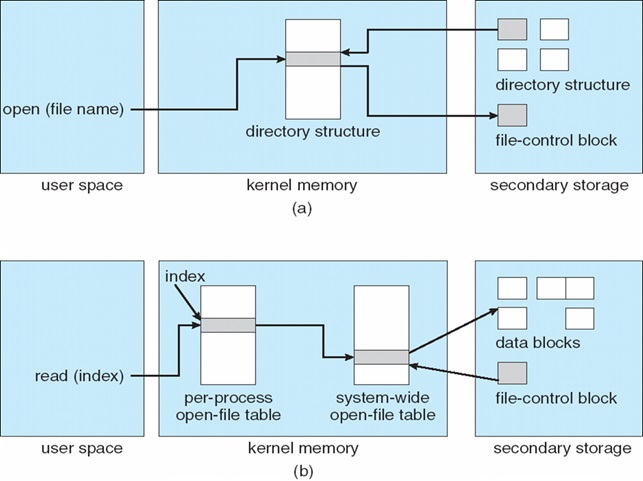 open (file name)
directory structure
directory structure
file-control block
user space
kernel memory
secondary storage
(a)
index
read (index)
per-process
open-file table
system-wide
open-file table
data blocks
file-control block
user space
kernel memory
secondary storage
(b)